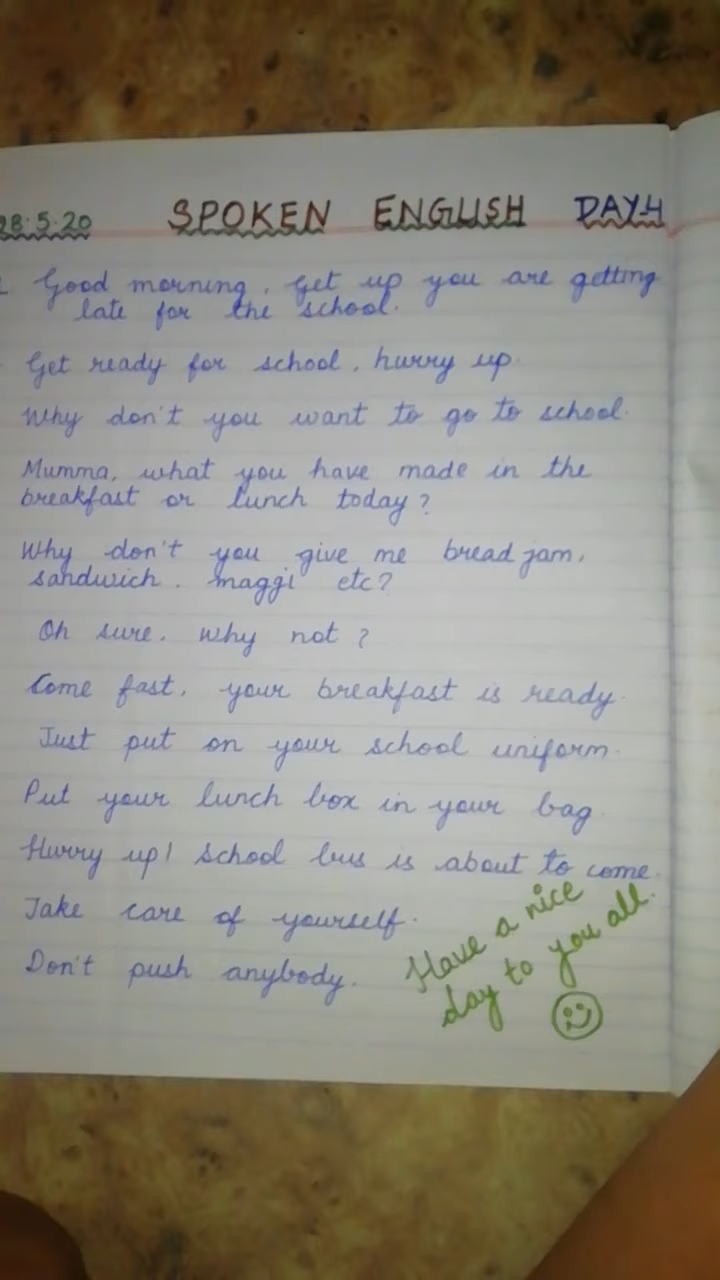 28.5.20 SPOKEN ENGLISH DAY-4
Good morning, Get up you are getting
late for the school.
Get ready for school, hurry up.
Why don't you want to go to school.
Mumma, what you have made in the
breakfast or lunch today?
Why don't you give me bread jam,
sandwich, maggi etc?
Oh sure, why not?
Come fast, your breakfast is ready.
Just put on your school uniform.
Put your lunch box in your bag.
Hurry up! School bus is about to come.
Take care of yourself.
Don't push anybody.
Have a nice
day to you all.